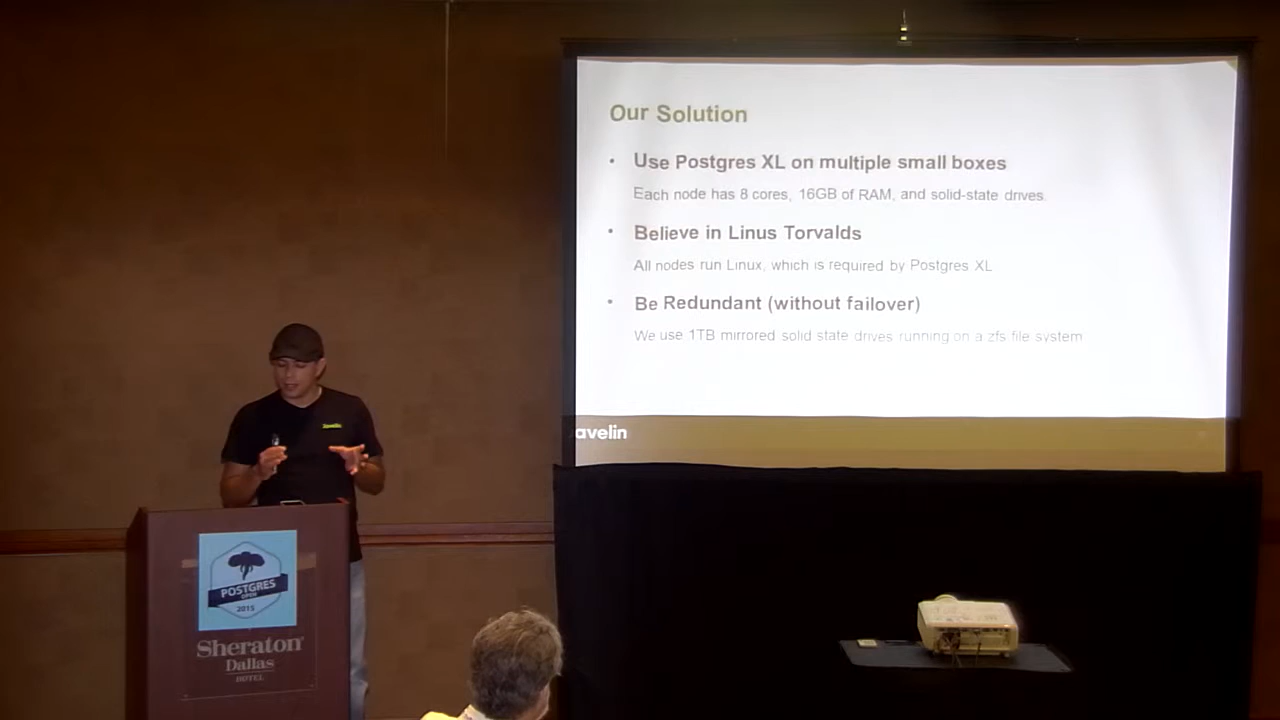 Our Solution
• Use Postgres XL on multiple small boxes
Each node has 8 cores, 16GB of RAM, and solid-state drives.
• Believe in Linus Torvalds
All nodes run Linux, which is required by Postgres XL
• Be Redundant (without failover)
We use 1TB mirrored solid state drives running on a zfs file system
avelin
Javelin
POSTGRES
OPEN
2015
Sheraton
Dallas
HOTEL